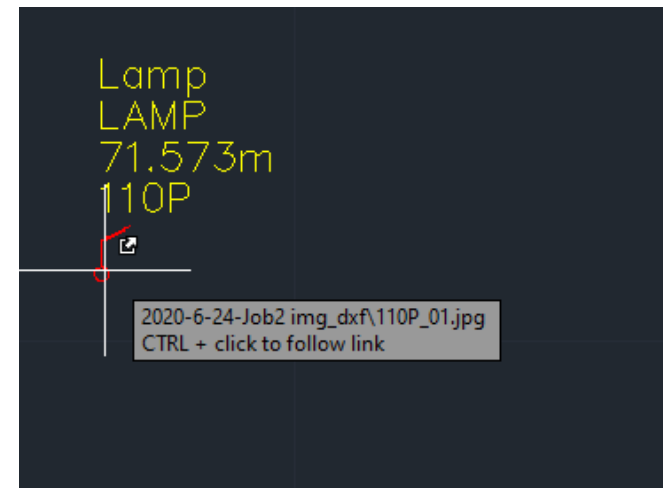 Lamp
LAMP
71.573m
110P
2020-6-24-Job2 img_dxf\110P_01.jpg
CTRL + click to follow link